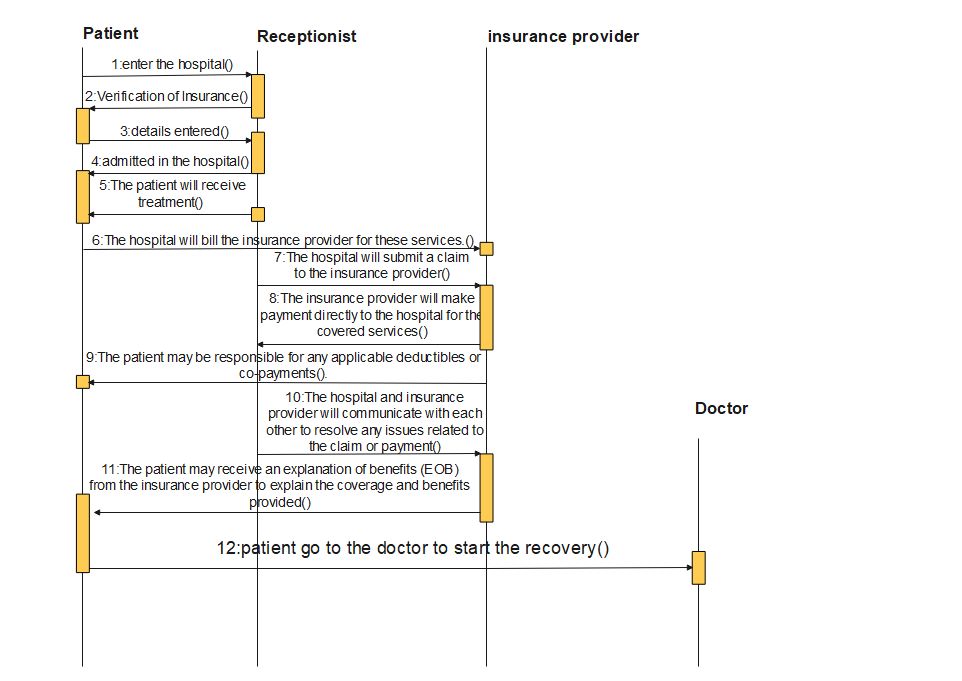 Patient
Receptionist
insurance provider
1:enter the hospital()
2:Verification of Insurance()
3:details entered()
4:admitted in the hospital()
5:The patient will receive
treatment()
6:The hospital will bill the insurance provider for these services.()
7:The hospital will submit a claim
to the insurance provider()
8:The insurance provider will make
payment directly to the hospital for the
covered services()
9:The patient may be responsible for any applicable deductibles or
co-payments().
10:The hospital and insurance
provider will communicate with each
other to resolve any issues related to
the claim or payment()
Doctor
11:The patient may receive an explanation of benefits (EOB)
from the insurance provider to explain the coverage and benefits
provided()
12:patient go to the doctor to start the recovery()